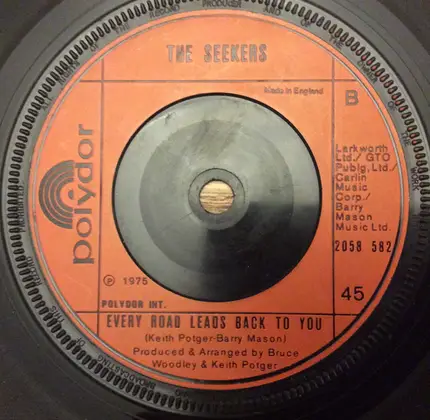 THE SEEKERS
Made in England
B
polydor
Larkworth
Ltd./ GTO
Publg, Ltd./
Carlin
Music
Corp./
Barry
Mason
Music Ltd.
2058 582
℗ 1975
POLYDOR INT.
45
EVERY ROAD LEADS BACK TO YOU
(Keith Potger-Barry Mason)
Produced & Arranged by Bruce
Woodley & Keith Potger